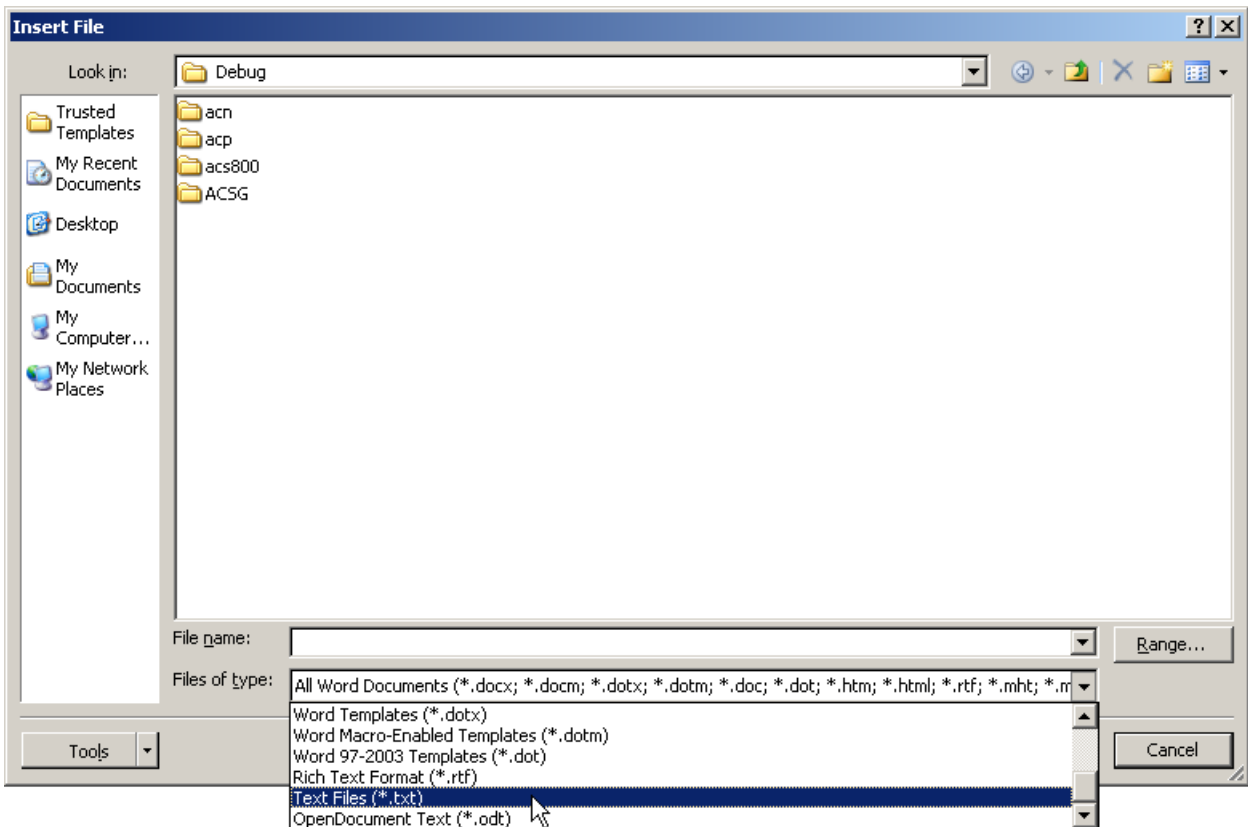 Insert File
Look in:
Debug
Trusted
Templates
My Recent
Documents
Desktop
My
Documents
My
Computer...
My Network
Places
acn
acp
acs800
ACSG
File name:
Range...
Files of type:
All Word Documents (*.docx; *.docm; *.dotx; *.dotm; *.doc; *.dot; *.htm; *.html; *.rtf; *.mht; *.m
Word Templates (*.dotx)
Word Macro-Enabled Templates (*.dotm)
Word 97-2003 Templates (*.dot)
Rich Text Format (*.rtf)
Text Files (*.txt)
OpenDocument Text (*.odt)
Tools
Cancel